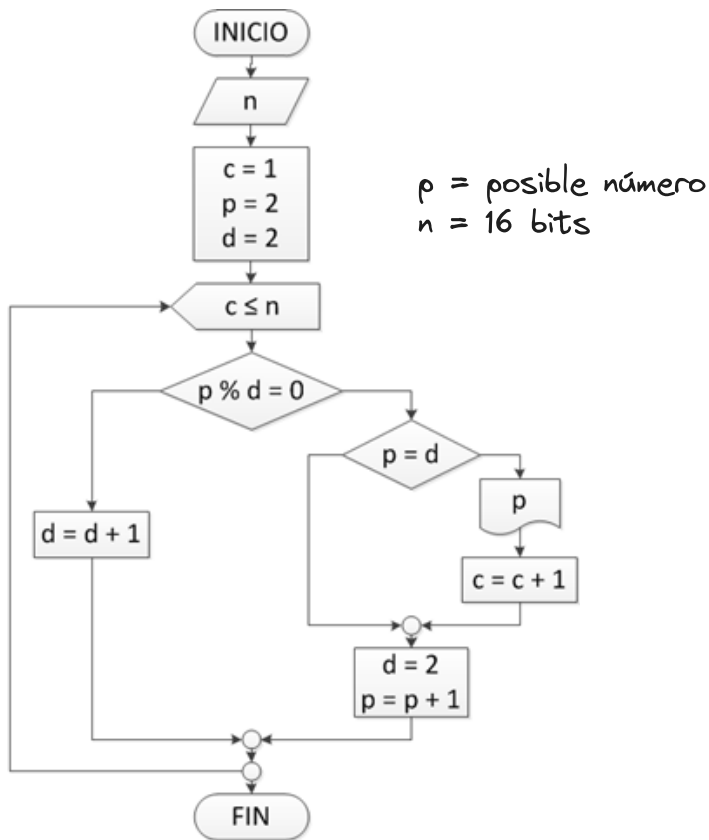 INICIO
n
c = 1
p = 2
d = 2
p = posible número
n = 16 bits
c ≤ n
p % d = 0
p = d
p
d = d + 1
c = c + 1
d = 2
p = p + 1
FIN